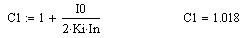 C1 := 1 + I0/(2·Ki·In) C1 = 1.018